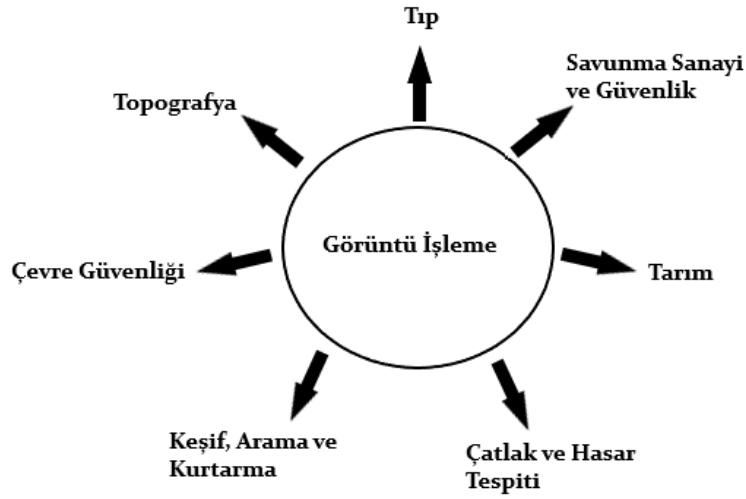 Tıp
Savunma Sanayi
ve Güvenlik
Topografya
Görüntü İşleme
Çevre Güvenliği
Tarım
Keşif, Arama ve
Kurtarma
Çatlak ve Hasar
Tespiti